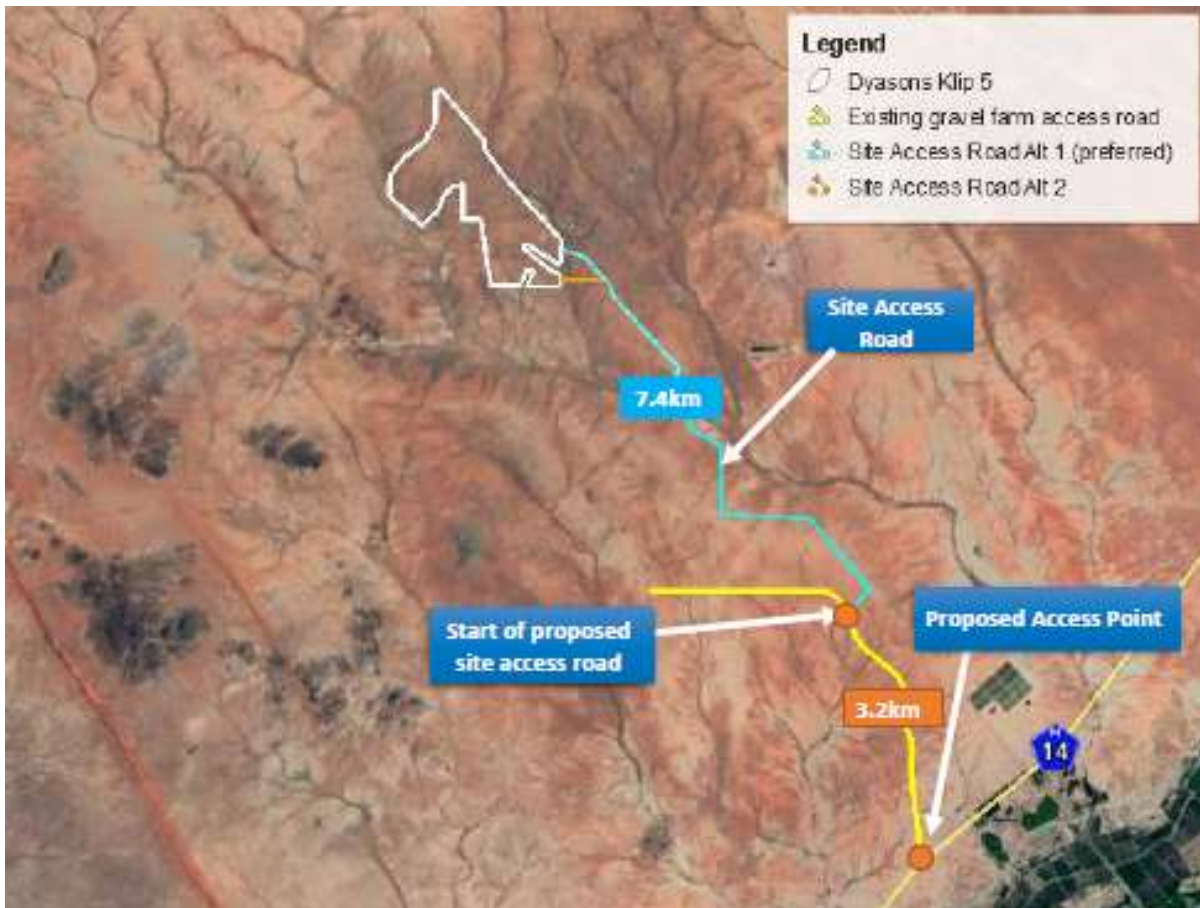 Legend
Dyasons Klip 5
Existing gravel farm access road
Site Access Road Alt 1 (preferred)
Site Access Road Alt 2
Site Access
Road
7.4km
Start of proposed
site access road
Proposed Access Point
3.2km
N
14